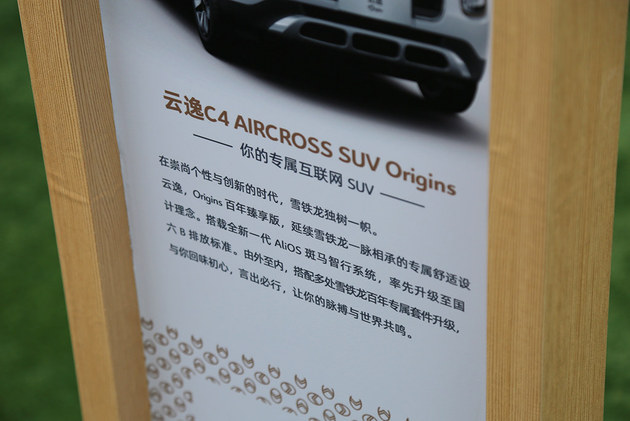 云逸C4 AIRCROSS SUV Origins
你的专属互联网 SUV
在崇尚个性与创新的时代，雪铁龙独树一帜。
云逸，Origins 百年臻享版，延续雪铁龙一脉相承的专属舒适设
计理念。搭载全新一代 AliOS 斑马智行系统，率先升级至国
六 B 排放标准。由外至内，搭配多处雪铁龙百年专属套件升级，
与你回味初心，言出必行，让你的脉搏与世界共鸣。